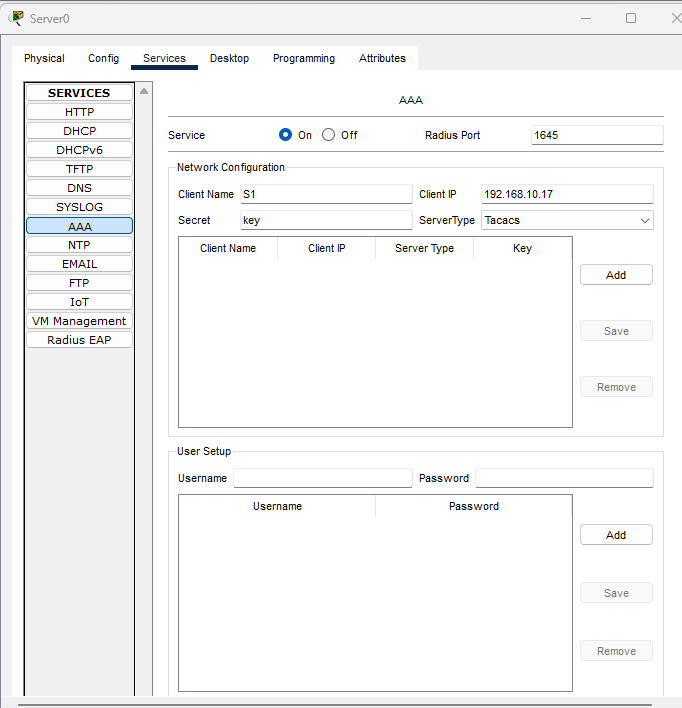 Server0
Physical Config Services Desktop Programming Attributes
SERVICES
HTTP
DHCP
DHCPv6
TFTP
DNS
SYSLOG
AAA
NTP
EMAIL
FTP
IoT
VM Management
Radius EAP
AAA
Service On Off Radius Port 1645
Network Configuration
Client Name S1 Client IP 192.168.10.17
Secret key ServerType Tacacs
Client Name Client IP Server Type Key
Add
Save
Remove
User Setup
Username Password
Username Password
Add
Save
Remove